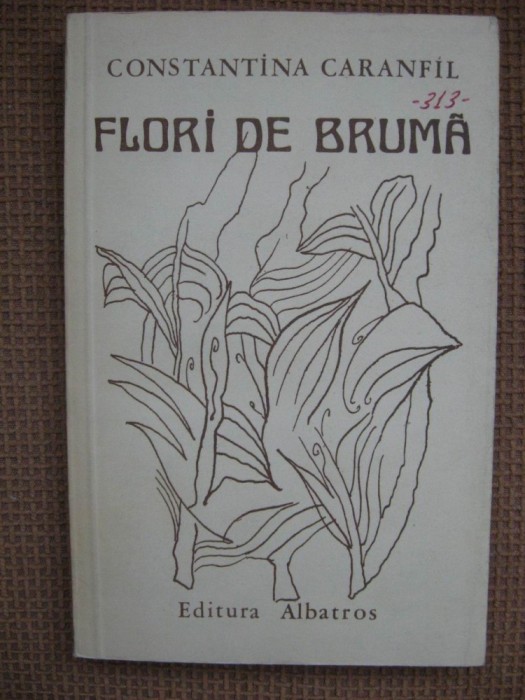 CONSTANTINA CARANFIL
-313-
FLORI DE BRUMĂ
Editura Albatros